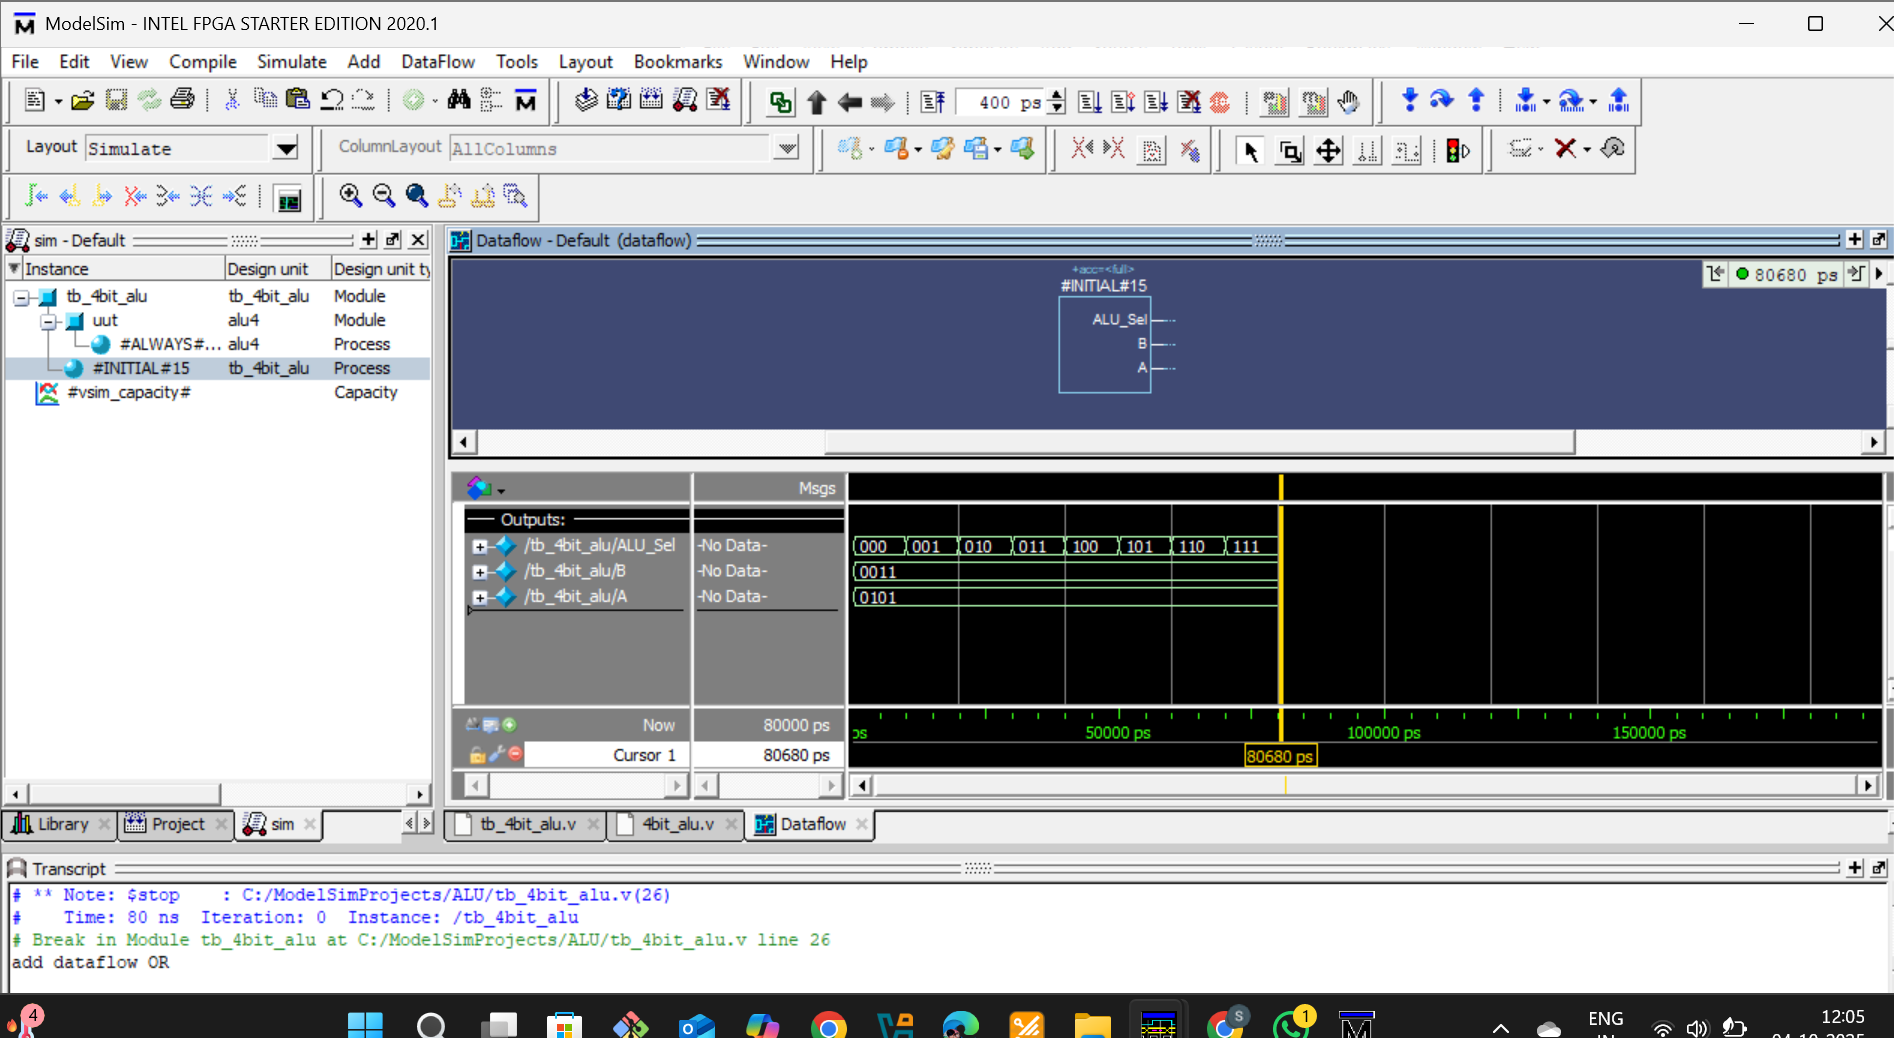 ModelSim - INTEL FPGA STARTER EDITION 2020.1
File Edit View Compile Simulate Add DataFlow Tools Layout Bookmarks Window Help
400 ps
Layout Simulate ColumnLayout AllColumns
sim - Default
Instance Design unit Design unit ty
tb_4bit_alu tb_4bit_alu Module
uut alu4 Module
#ALWAYS#... alu4 Process
#INITIAL#15 tb_4bit_alu Process
#vsim_capacity# Capacity
Dataflow - Default (dataflow)
+acc=<full>
#INITIAL#15
80680 ps
ALU_Sel
B
A
Msgs
Outputs:
/tb_4bit_alu/ALU_Sel -No Data- 000 001 010 011 100 101 110 111
/tb_4bit_alu/B -No Data- 0011
/tb_4bit_alu/A -No Data- 0101
Now 80000 ps
ps 50000 ps 100000 ps 150000 ps
Cursor 1 80680 ps
80680 ps
Library Project sim
tb_4bit_alu.v 4bit_alu.v Dataflow
Transcript
# ** Note: $stop : C:/ModelSimProjects/ALU/tb_4bit_alu.v(26)
# Time: 80 ns Iteration: 0 Instance: /tb_4bit_alu
# Break in Module tb_4bit_alu at C:/ModelSimProjects/ALU/tb_4bit_alu.v line 26
add dataflow OR
4
S
1
ENG
12:05